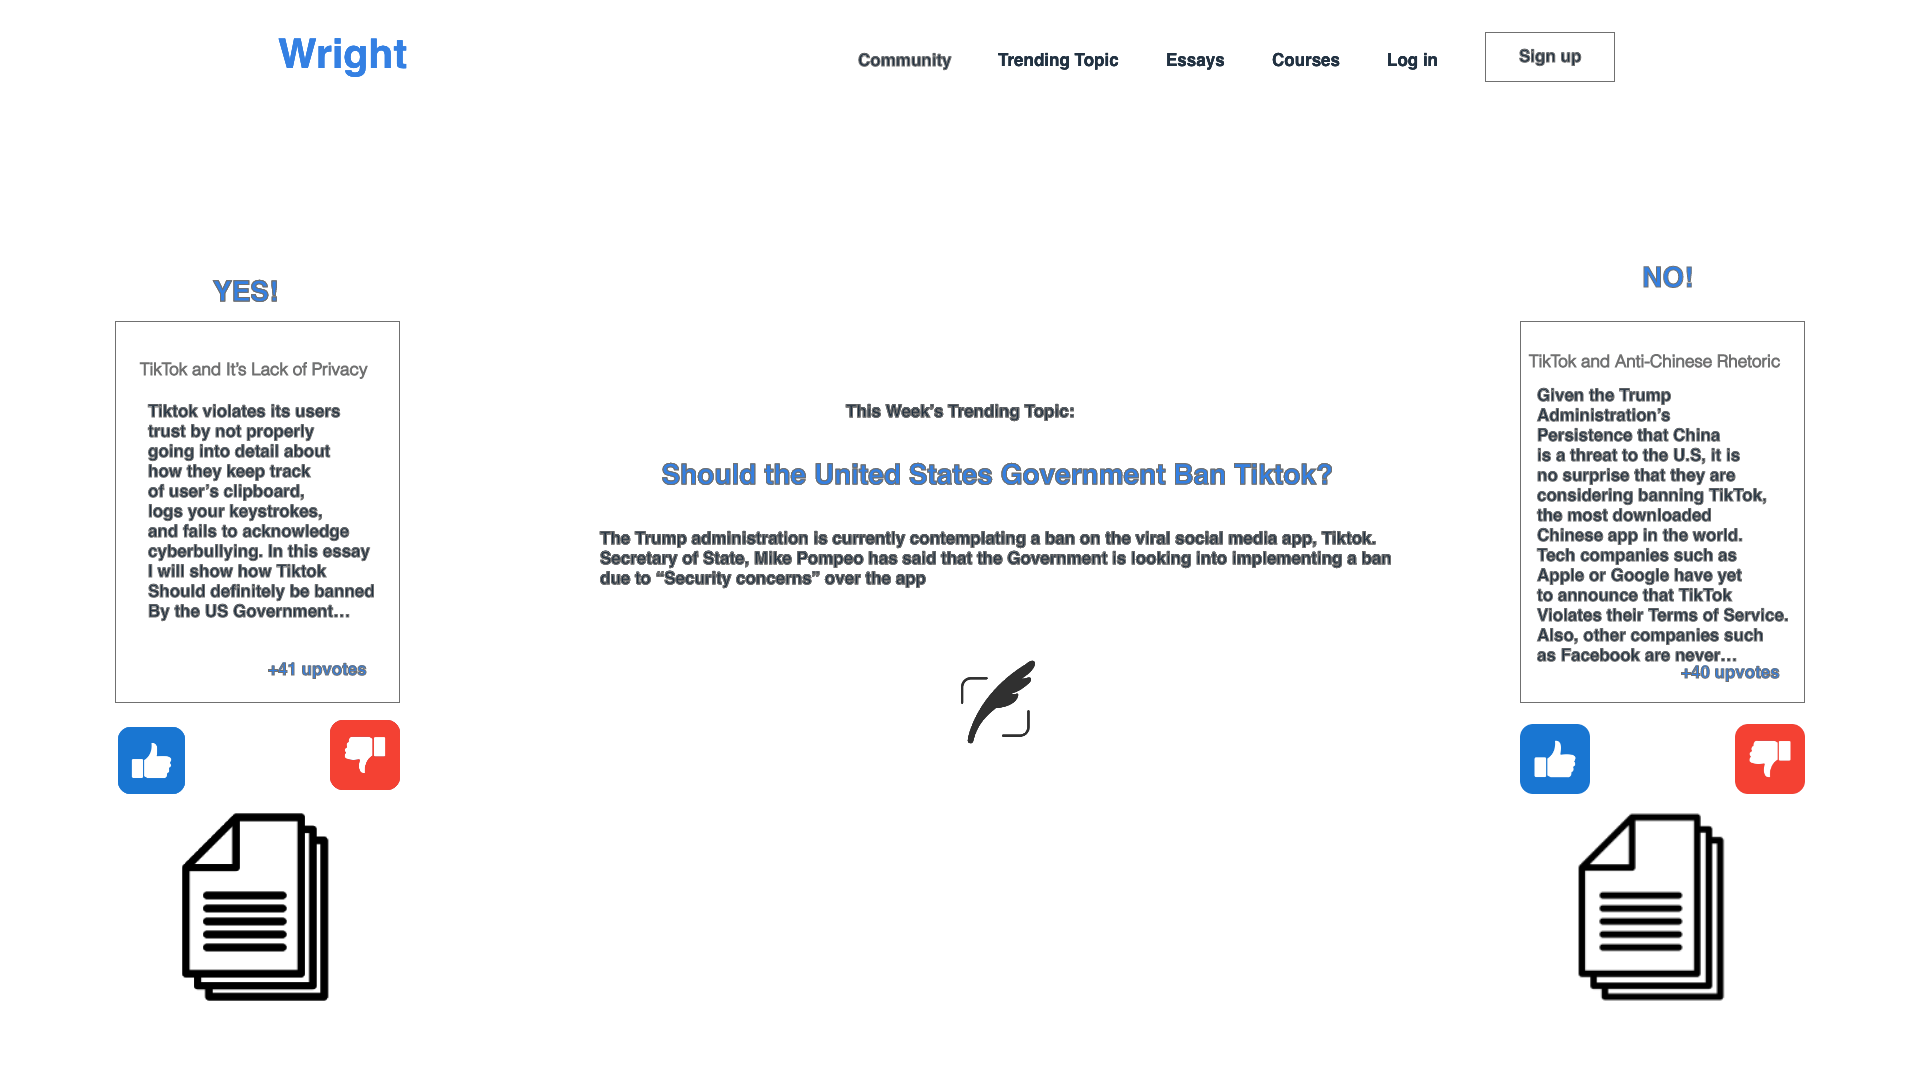 Wright
Community
Trending Topic
Essays
Courses
Log in
Sign up
YES!
TikTok and It’s Lack of Privacy
Tiktok violates its users
trust by not properly
going into detail about
how they keep track
of user’s clipboard,
logs your keystrokes,
and fails to acknowledge
cyberbullying. In this essay
I will show how Tiktok
Should definitely be banned
By the US Government…
+41 upvotes
This Week’s Trending Topic:
Should the United States Government Ban Tiktok?
The Trump administration is currently contemplating a ban on the viral social media app, Tiktok.
Secretary of State, Mike Pompeo has said that the Government is looking into implementing a ban
due to “Security concerns” over the app
NO!
TikTok and Anti-Chinese Rhetoric
Given the Trump
Administration’s
Persistence that China
is a threat to the U.S, it is
no surprise that they are
considering banning TikTok,
the most downloaded
Chinese app in the world.
Tech companies such as
Apple or Google have yet
to announce that TikTok
Violates their Terms of Service.
Also, other companies such
as Facebook are never…
+40 upvotes